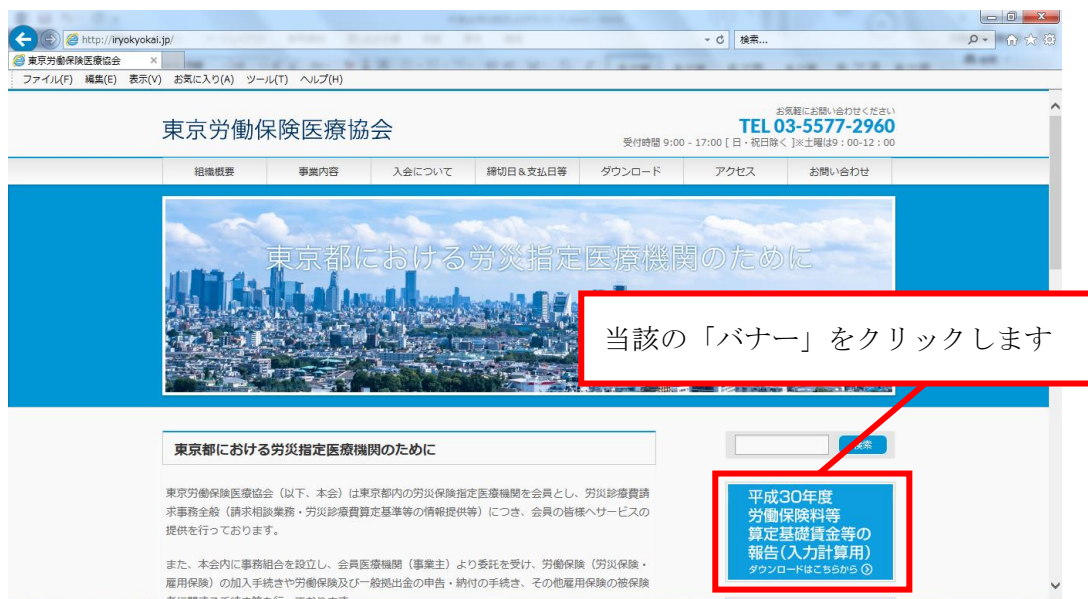 http://iryokyokai.jp/
検索...
東京労働保険医療協会
ファイル(F) 編集(E) 表示(V) お気に入り(A) ツール(T) ヘルプ(H)
東京労働保険医療協会
お気軽にお問い合わせください
TEL 03-5577-2960
受付時間 9:00 - 17:00 [ 日・祝日除く ]※土曜は9：00-12：00
組織概要 事業内容 入会について 締切日&支払日等 ダウンロード アクセス お問い合わせ
東京都における労災指定医療機関のために
当該の「バナー」をクリックします
東京都における労災指定医療機関のために
検索
東京労働保険医療協会（以下、本会）は東京都内の労災保険指定医療機関を会員とし、労災診療費請
求事務全般（請求相談業務・労災診療費算定基準等の情報提供等）につき、会員の皆様へサービスの
提供を行っております。
また、本会内に事務組合を設立し、会員医療機関（事業主）より委託を受け、労働保険（労災保険・
雇用保険）の加入手続きや労働保険及び一般拠出金の申告・納付の手続き、その他雇用保険の被保険
平成30年度
労働保険料等
算定基礎賃金等の
報告(入力計算用)
ダウンロードはこちらから